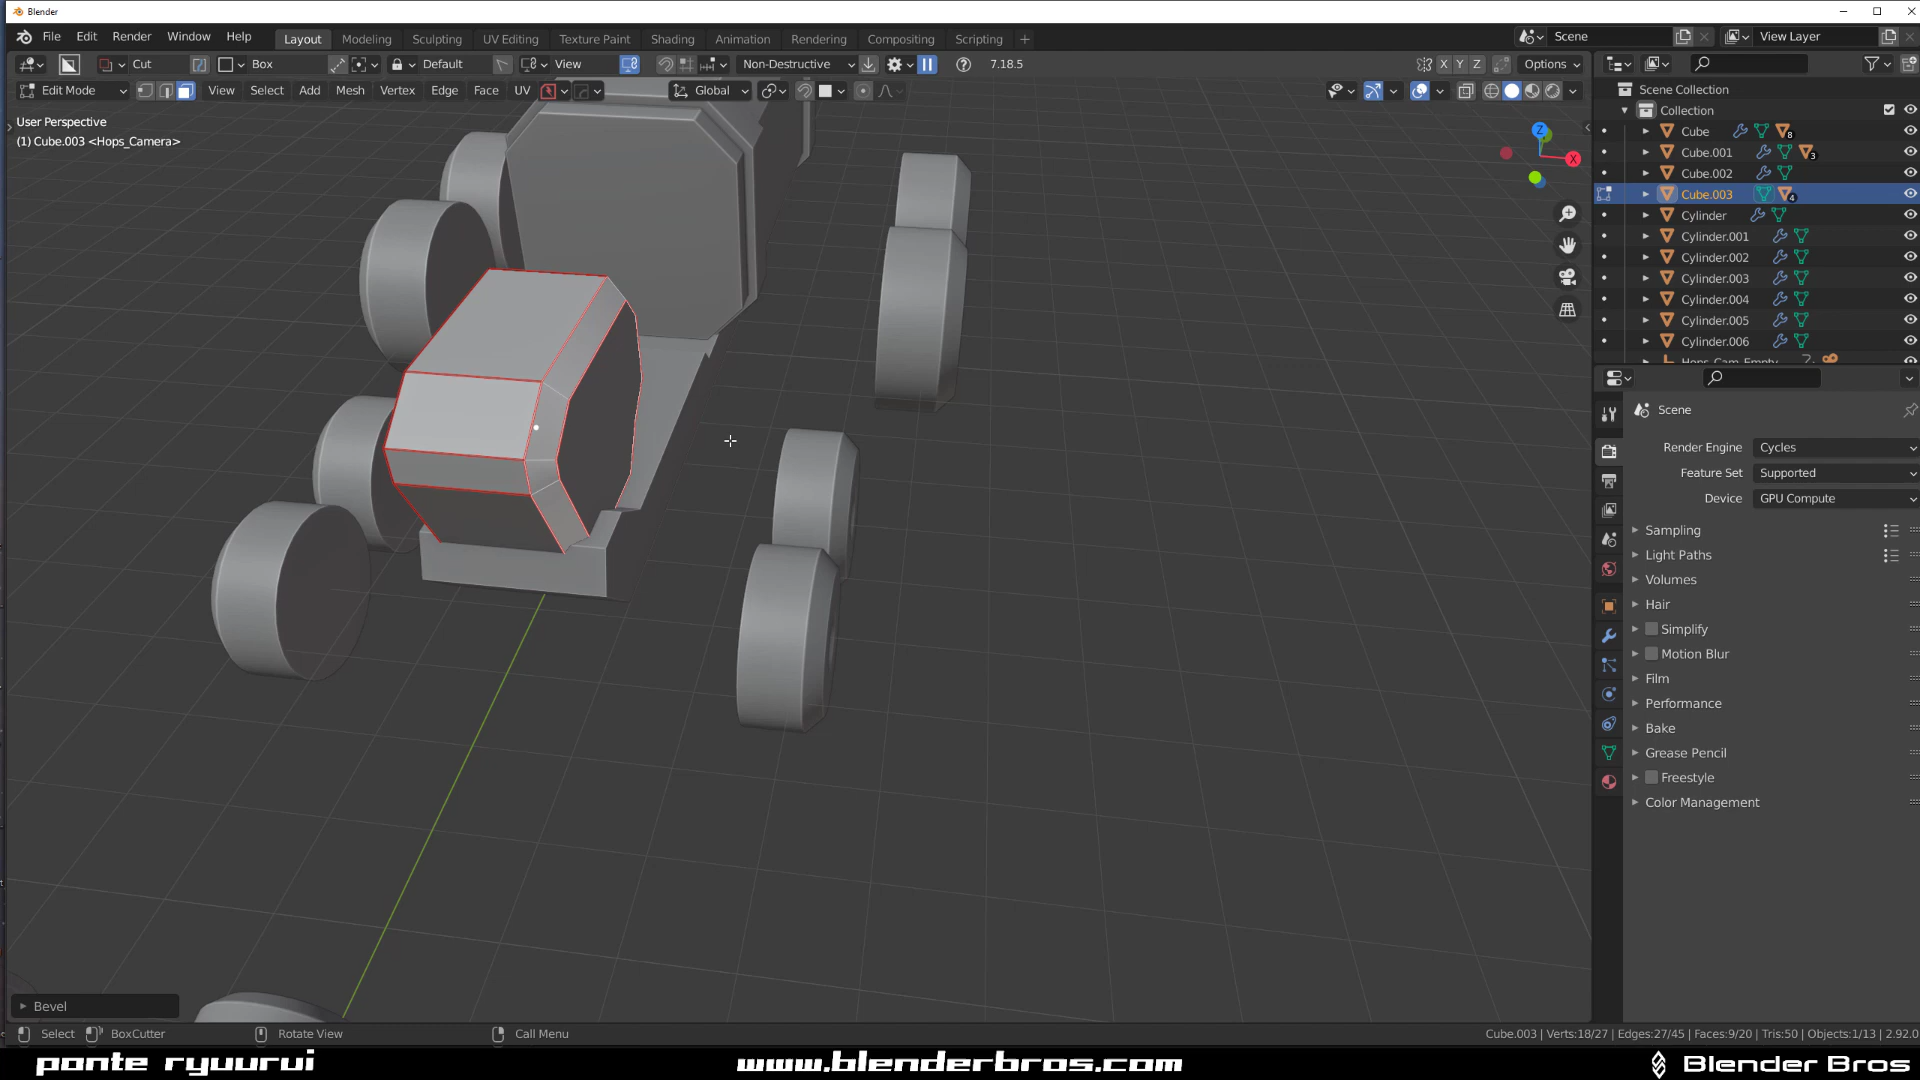 Blender
File Edit Render Window Help Layout Modeling Sculpting UV Editing Texture Paint Shading Animation Rendering Compositing Scripting + Scene View Layer
Cut Box Default View Non-Destructive 7.18.5 X Y Z Options
Edit Mode View Select Add Mesh Vertex Edge Face UV Global
User Perspective
(1) Cube.003 <Hops_Camera>
Z
X
Scene Collection
Collection
Cube 8
Cube.001 3
Cube.002
Cube.003 4
Cylinder
Cylinder.001
Cylinder.002
Cylinder.003
Cylinder.004
Cylinder.005
Cylinder.006
Hops_Cam_Empty
Scene
Render Engine Cycles
Feature Set Supported
Device GPU Compute
Sampling
Light Paths
Volumes
Hair
Simplify
Motion Blur
Film
Performance
Bake
Grease Pencil
Freestyle
Color Management
Bevel
Select BoxCutter Rotate View Call Menu Cube.003 | Verts:18/27 | Edges:27/45 | Faces:9/20 | Tris:50 | Objects:1/13 | 2.92.0
ponte ryuurui www.blenderbros.com Blender Bros